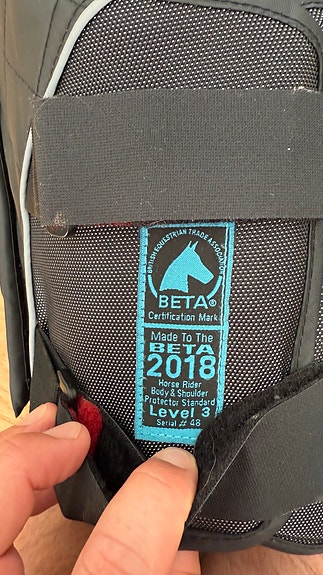 BRITISH EQUESTRIAN TRADE ASSOCIATION
BETA®
Certification Mark
Made To The
BETA
2018
Horse Rider
Body & Shoulder
Protector Standard
Level 3
Serial # 48